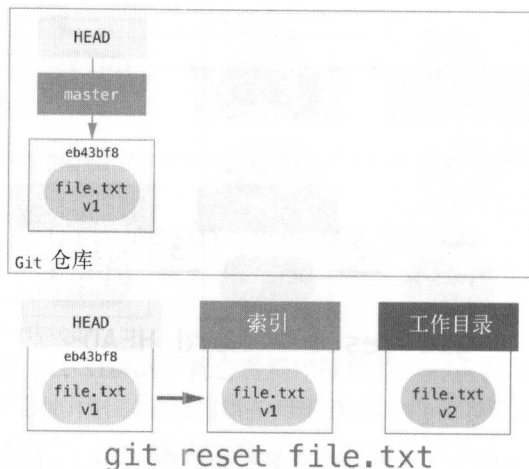 HEAD
master
eb43bf8
file.txt
v1
Git 仓库
HEAD
索引
工作目录
eb43bf8
file.txt
v1
file.txt
v1
file.txt
v2
git reset file.txt